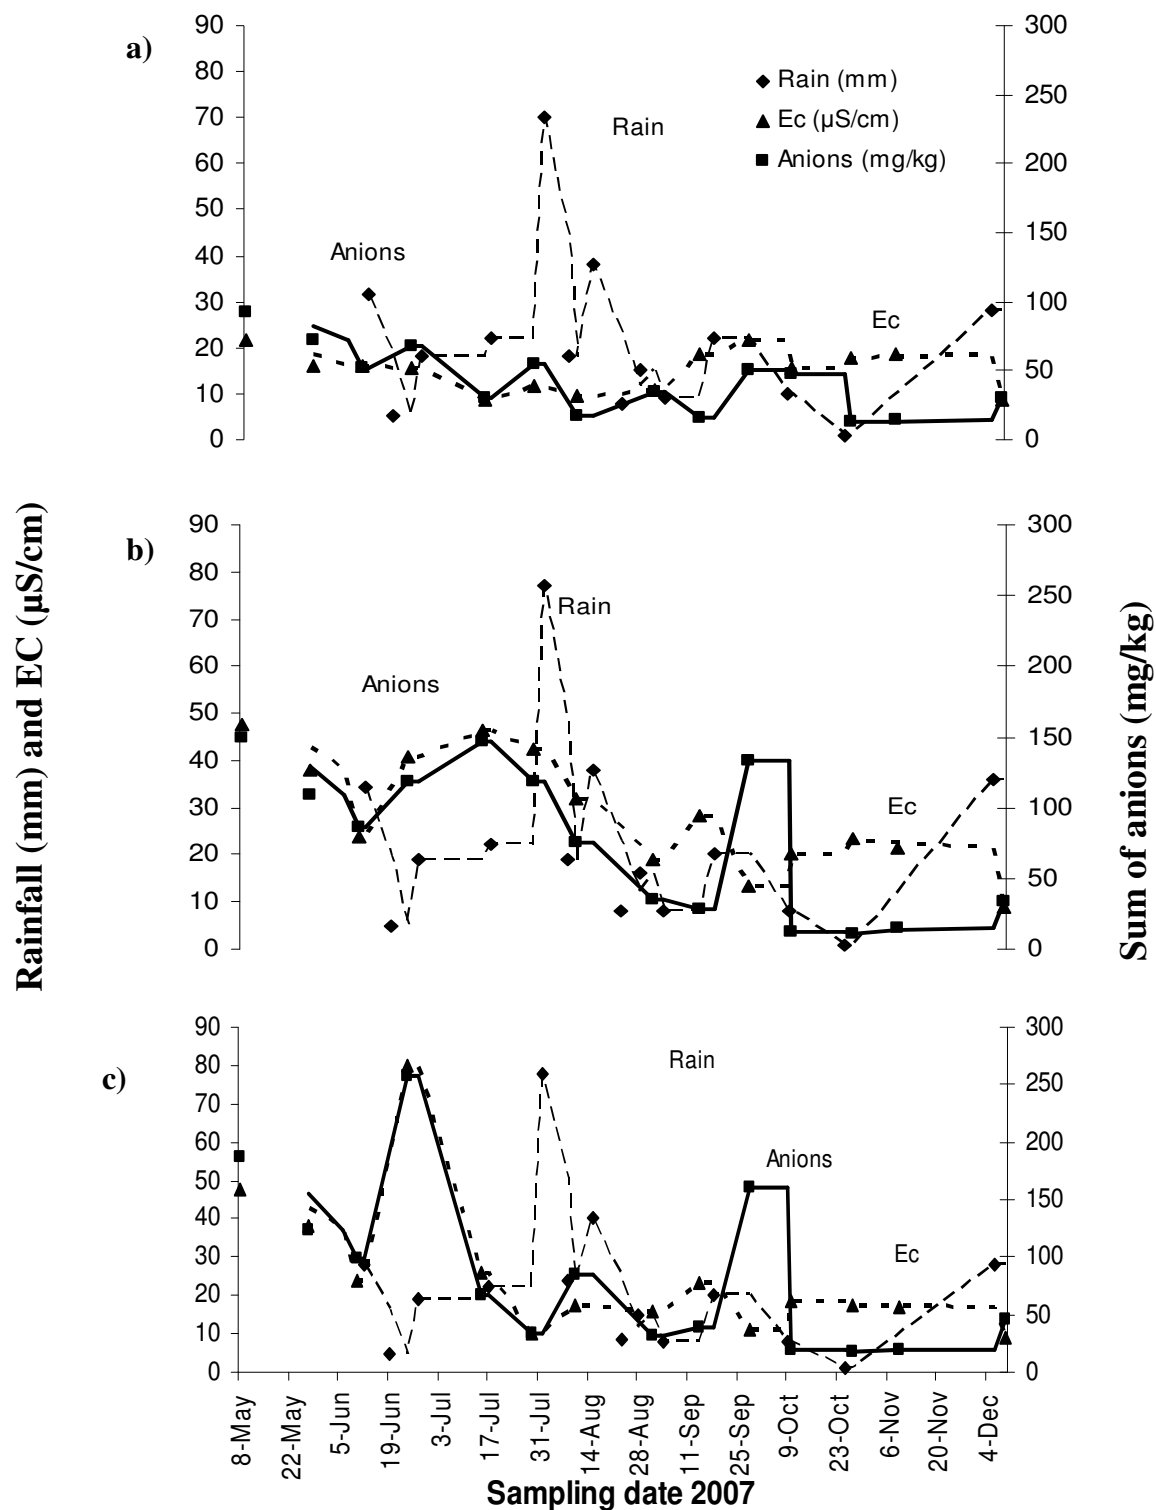 Rainfall (mm) and EC (µS/cm)
Sum of anions (mg/kg)
a)
90
80
70
60
50
40
30
20
10
0
300
250
200
150
100
50
0
Rain (mm)
Ec (µS/cm)
Anions (mg/kg)
Rain
Anions
Ec
b)
90
80
70
60
50
40
30
20
10
0
300
250
200
150
100
50
0
Rain
Anions
Ec
c)
90
80
70
60
50
40
30
20
10
0
300
250
200
150
100
50
0
Rain
Anions
Ec
8-May
22-May
5-Jun
19-Jun
3-Jul
17-Jul
31-Jul
14-Aug
28-Aug
11-Sep
25-Sep
9-Oct
23-Oct
6-Nov
20-Nov
4-Dec
Sampling date 2007